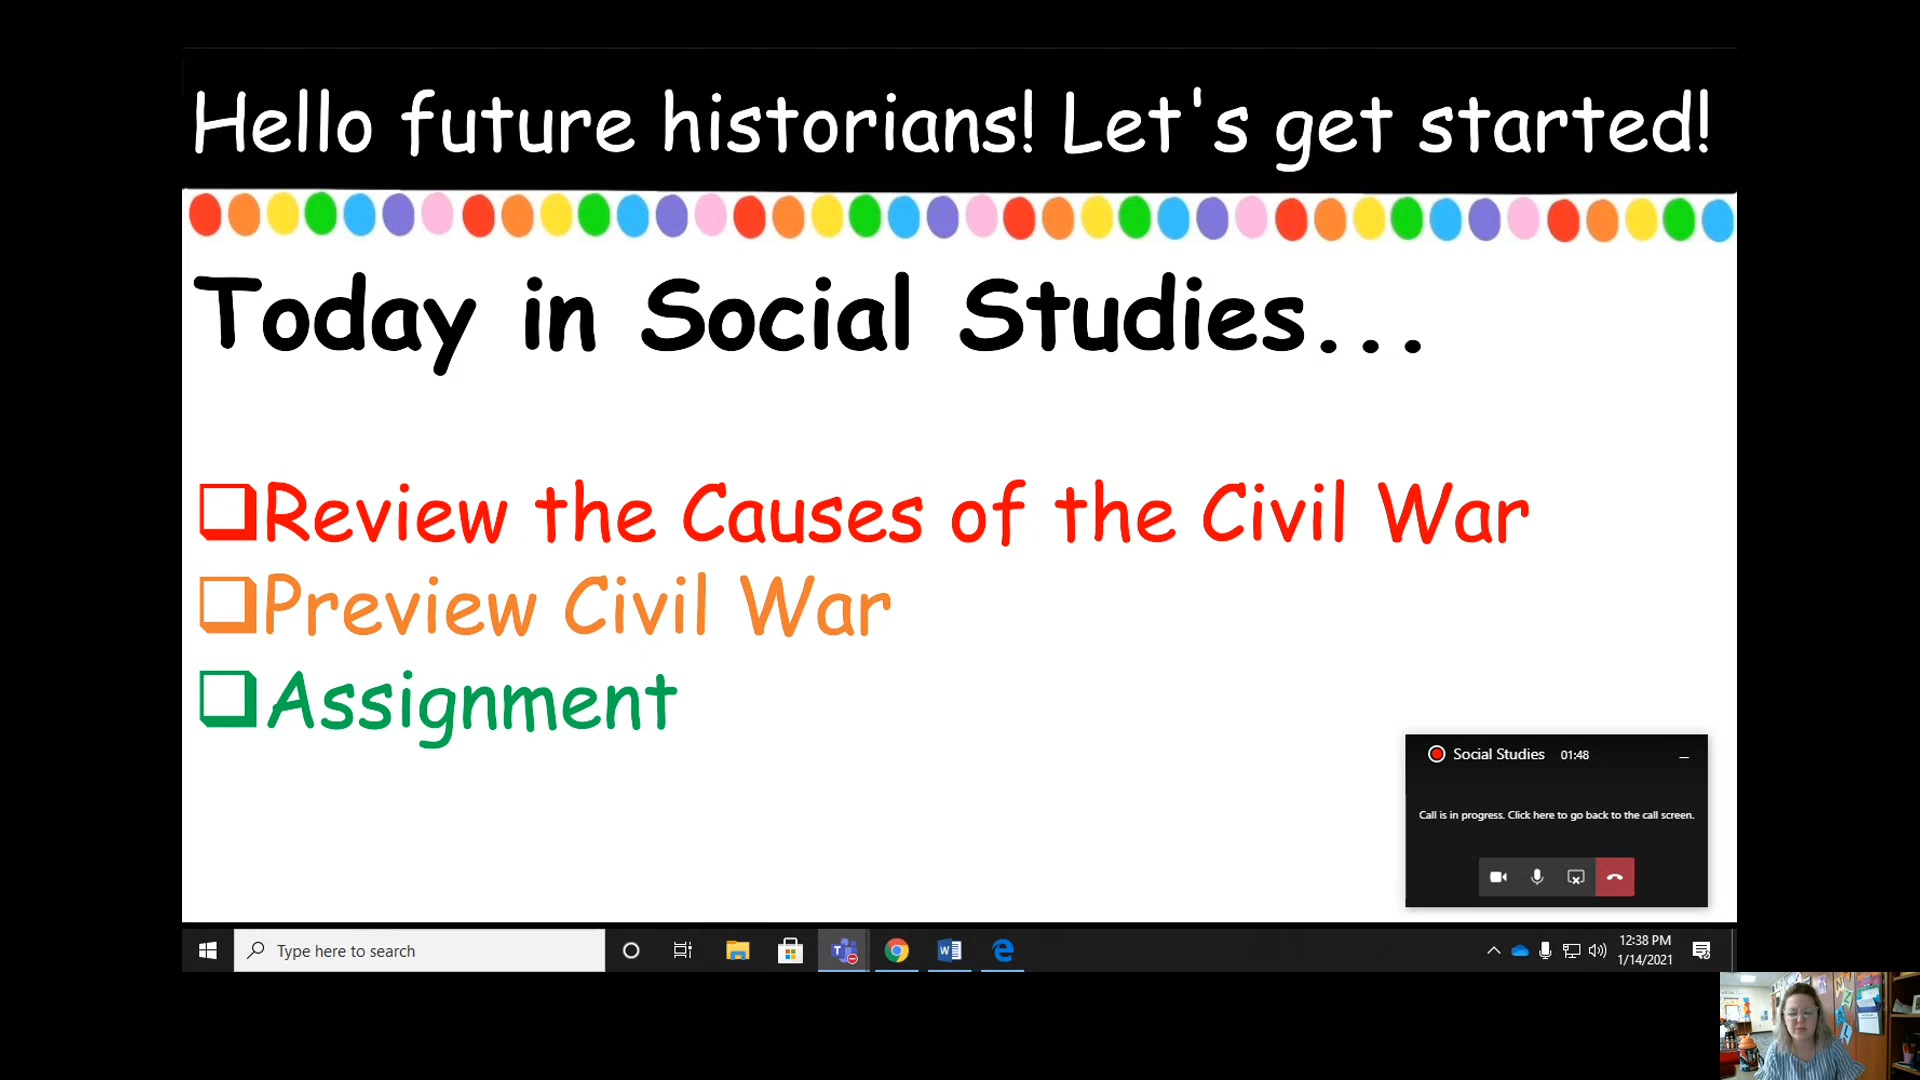 Hello future historians! Let's get started!
Today in Social Studies...
Review the Causes of the Civil War
Preview Civil War
Assignment
Social Studies 01:48
Call is in progress. Click here to go back to the call screen.
Type here to search
12:38 PM
1/14/2021